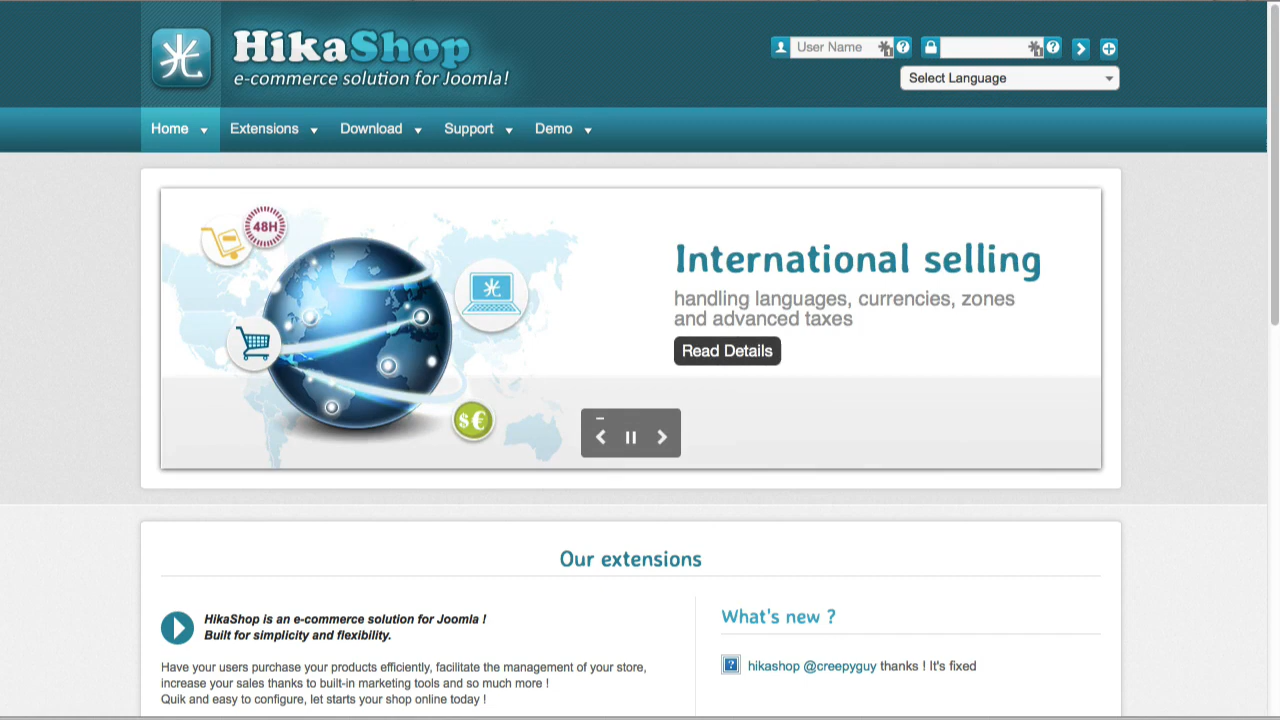 光
HikaShop
e-commerce solution for Joomla!
User Name
Select Language
Home
Extensions
Download
Support
Demo
48H
光
$€
International selling
handling languages, currencies, zones
and advanced taxes
Read Details
Our extensions
HikaShop is an e-commerce solution for Joomla !
Built for simplicity and flexibility.
Have your users purchase your products efficiently, facilitate the management of your store,
increase your sales thanks to built-in marketing tools and so much more !
Quik and easy to configure, let starts your shop online today !
What's new ?
hikashop @creepyguy thanks ! It's fixed